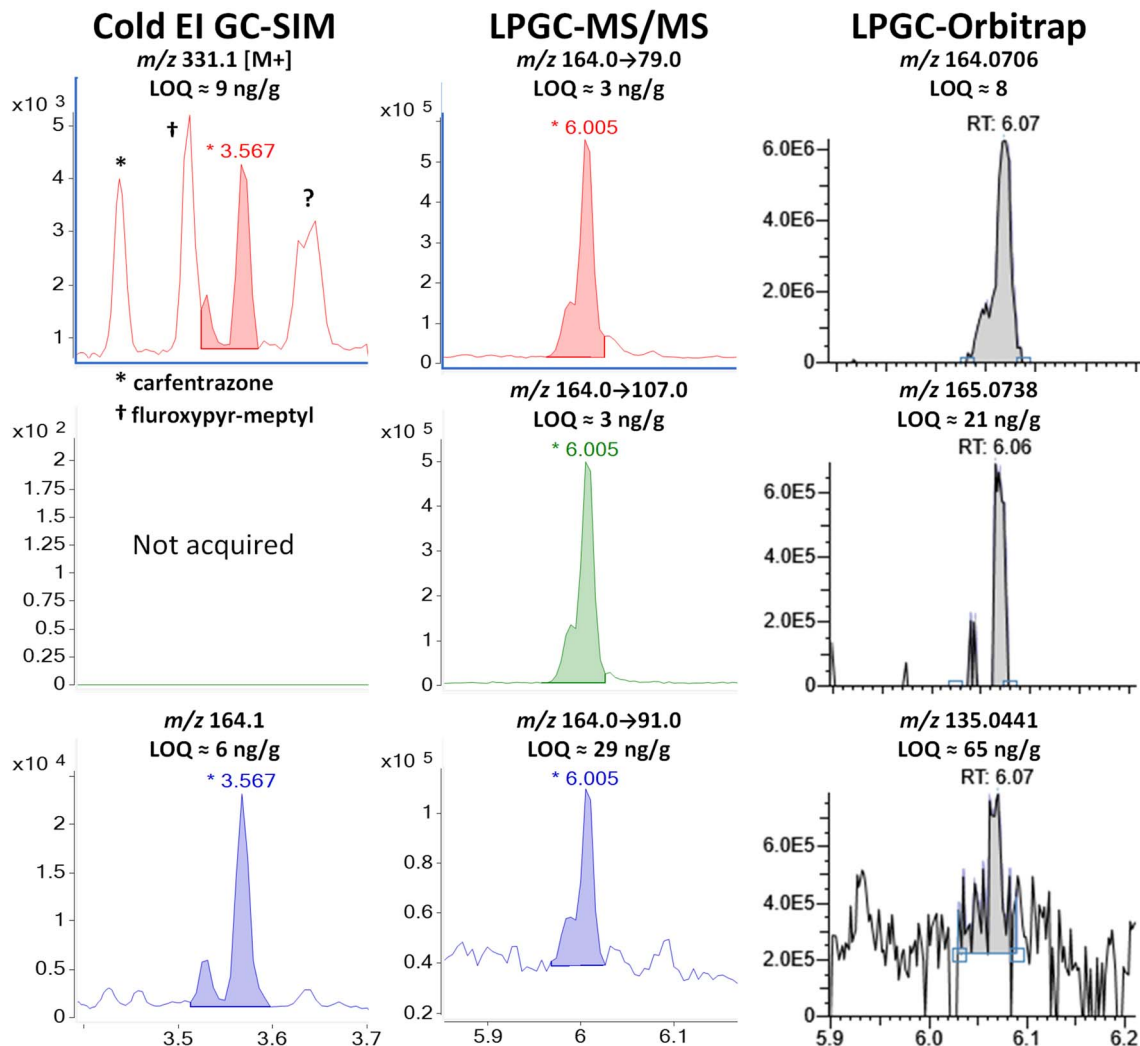 Cold EI GC-SIM
m/z 331.1 [M+]
LOQ ≈ 9 ng/g
x10 3
5
4
3
2
1
*
†
* 3.567
?
* carfentrazone
† fluroxypyr-meptyl
x10 2
2
1.75
1.5
1.25
1
0.75
0.5
0.25
0
Not acquired
m/z 164.1
LOQ ≈ 6 ng/g
x10 4
* 3.567
2
1.5
1
0.5
0
3.5
3.6
3.7
LPGC-MS/MS
m/z 164.0→79.0
LOQ ≈ 3 ng/g
x10 5
* 6.005
5
4
3
2
1
0
m/z 164.0→107.0
LOQ ≈ 3 ng/g
x10 5
* 6.005
5
4
3
2
1
0
m/z 164.0→91.0
LOQ ≈ 29 ng/g
x10 5
* 6.005
1
0.8
0.6
0.4
0.2
5.9
6
6.1
LPGC-Orbitrap
m/z 164.0706
LOQ ≈ 8
RT: 6.07
6.0E6
4.0E6
2.0E6
0
m/z 165.0738
LOQ ≈ 21 ng/g
RT: 6.06
6.0E5
4.0E5
2.0E5
0
m/z 135.0441
LOQ ≈ 65 ng/g
RT: 6.07
6.0E5
4.0E5
2.0E5
0
5.9
6.0
6.1
6.2